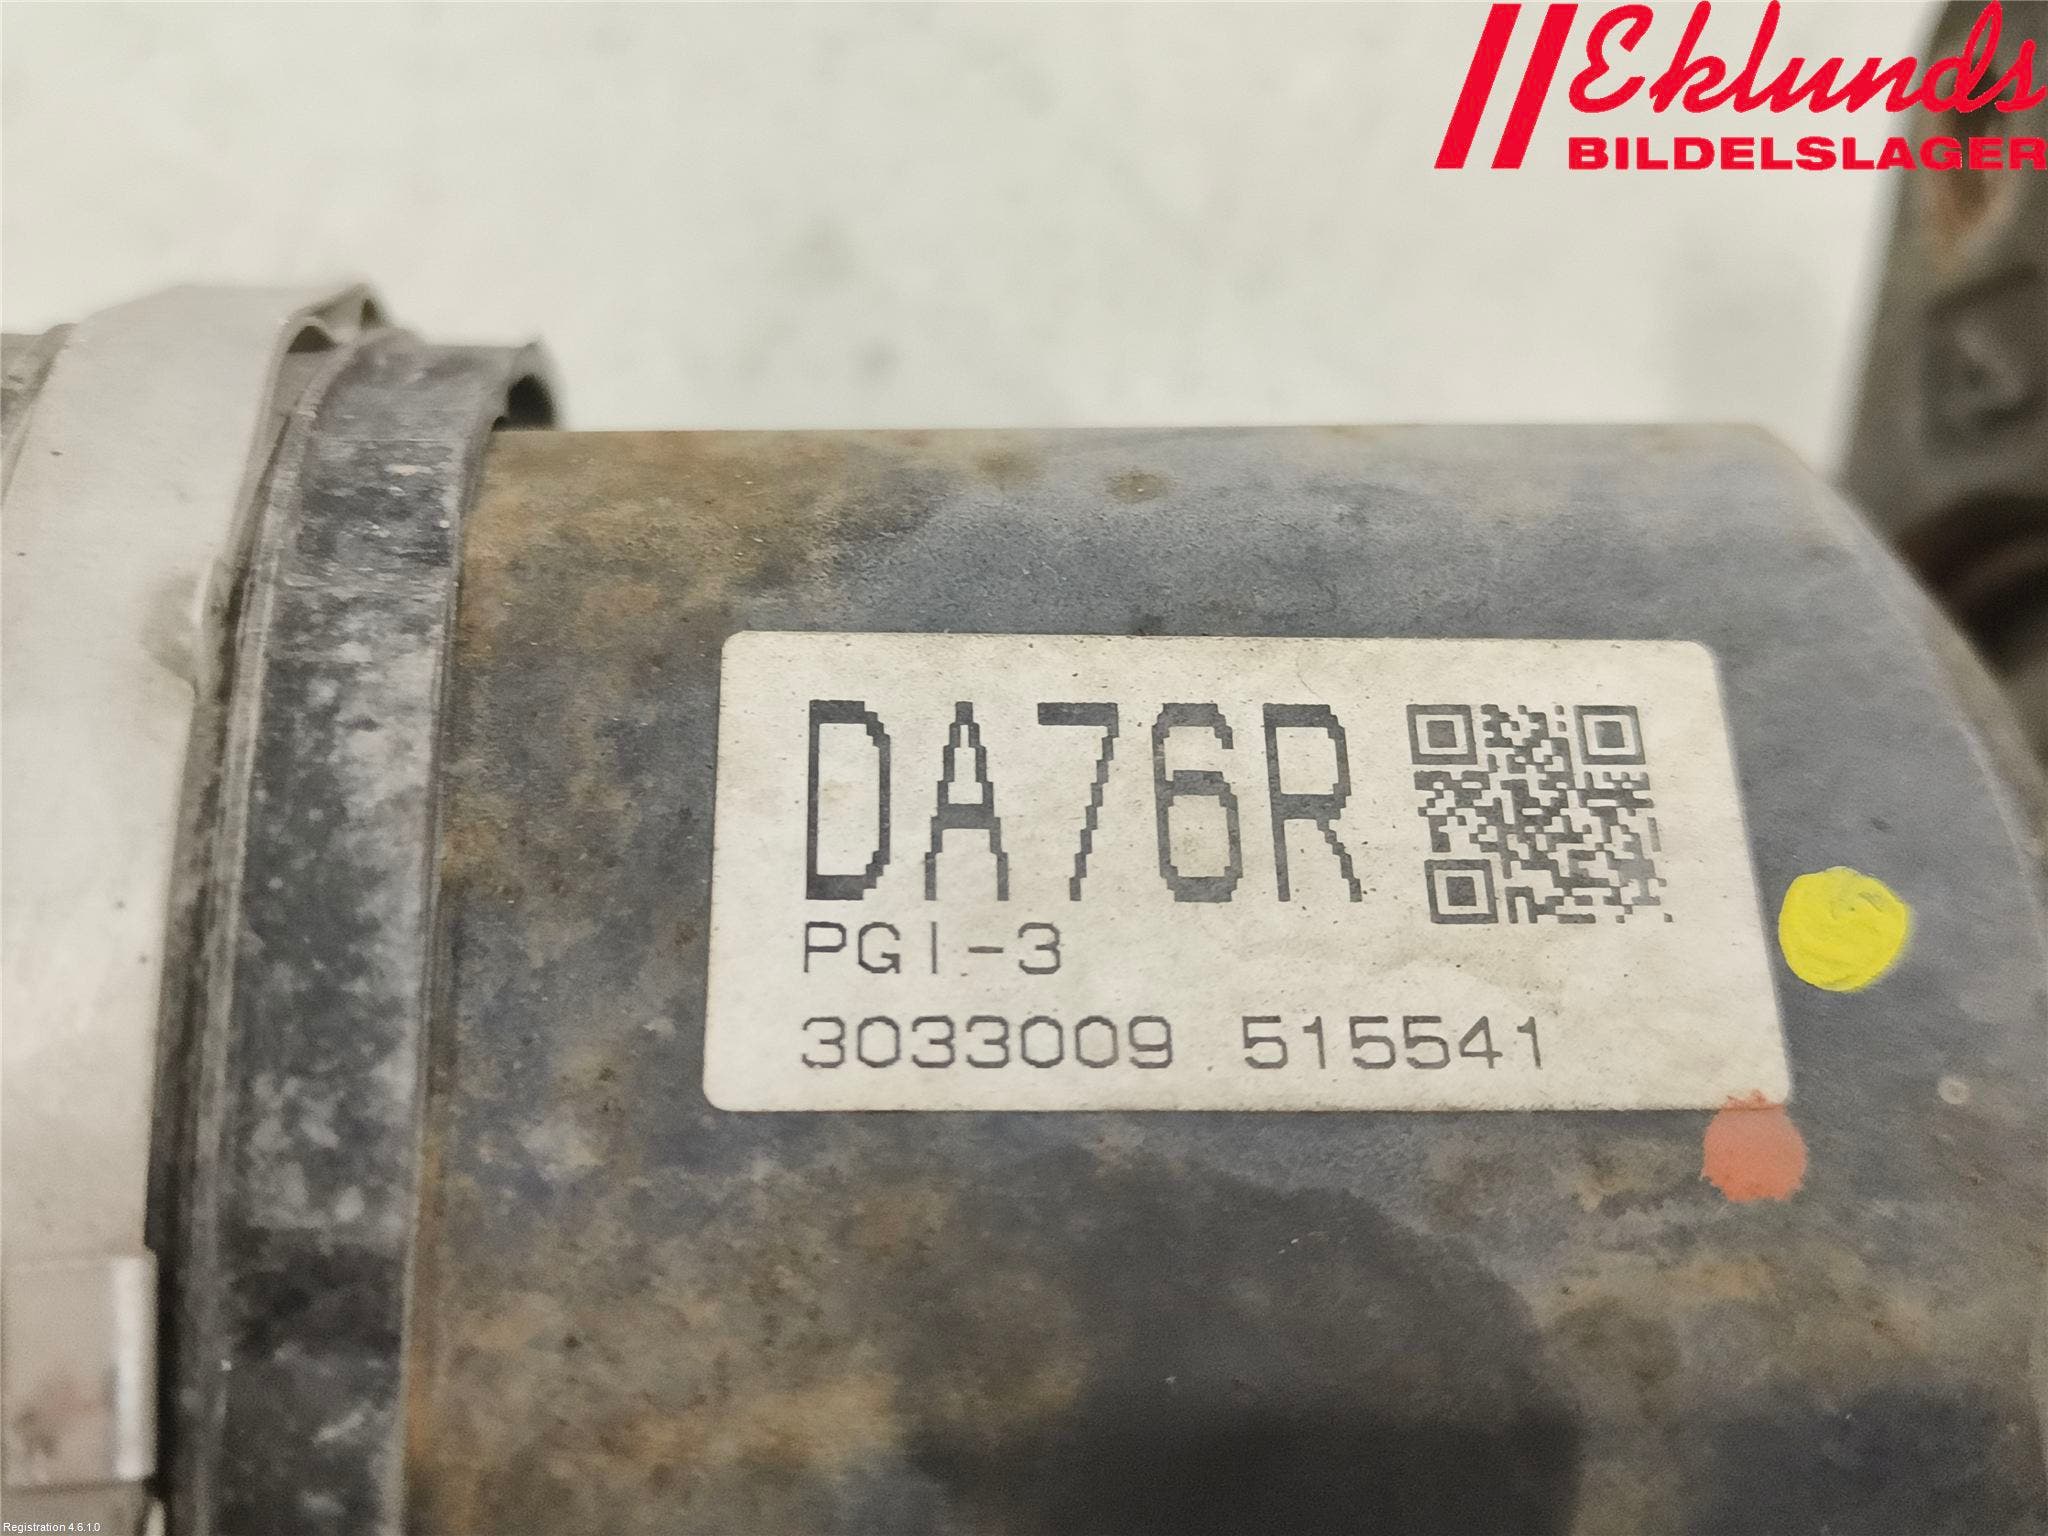 Eklunds
BILDELSLAGER
DA76R
PGI-3
3033009 515541
Registration 4.6.1.0